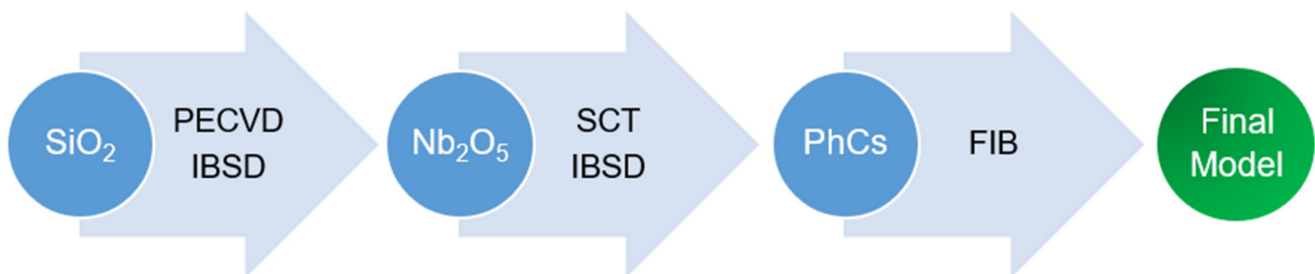 SiO₂
PECVD
IBSD
Nb₂O₅
SCT
IBSD
PhCs
FIB
Final
Model